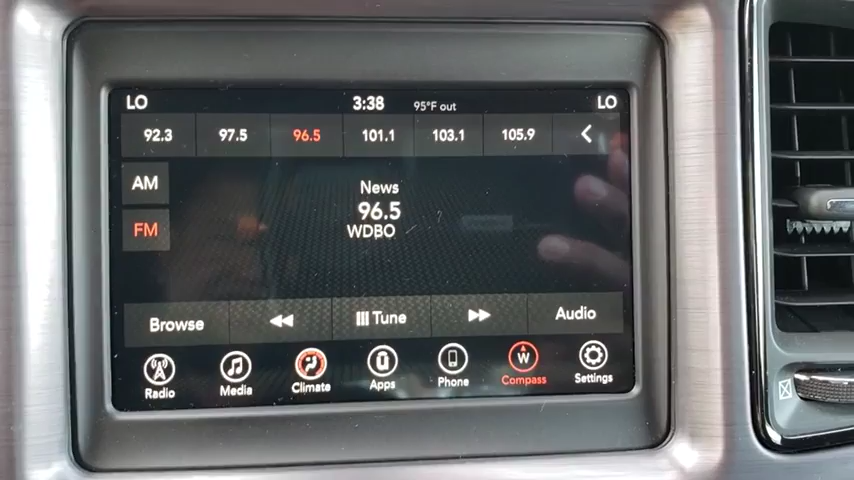 LO 3:38 95°F out LO
92.3 97.5 96.5 101.1 103.1 105.9
AM
News
96.5
FM
WDBO
Browse Tune Audio
W
Radio Media Climate Apps Phone Compass Settings